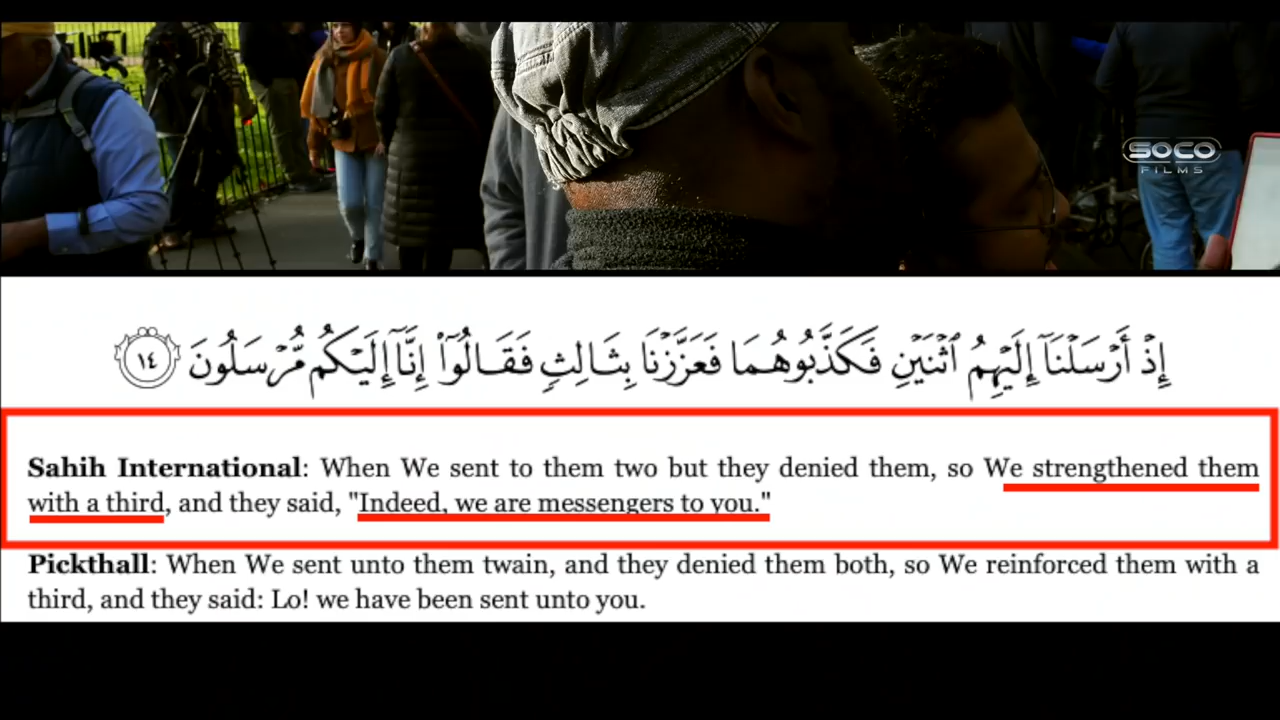 SOCO
FILMS
إِذْ أَرْسَلْنَآ إِلَيْهِمُ ٱثْنَيْنِ فَكَذَّبُوهُمَا فَعَزَّزْنَا بِثَالِثٍ فَقَالُوٓا۟ إِنَّآ إِلَيْكُم مُّرْسَلُونَ ١٤
Sahih International: When We sent to them two but they denied them, so We strengthened them
with a third, and they said, "Indeed, we are messengers to you."
Pickthall: When We sent unto them twain, and they denied them both, so We reinforced them with a
third, and they said: Lo! we have been sent unto you.